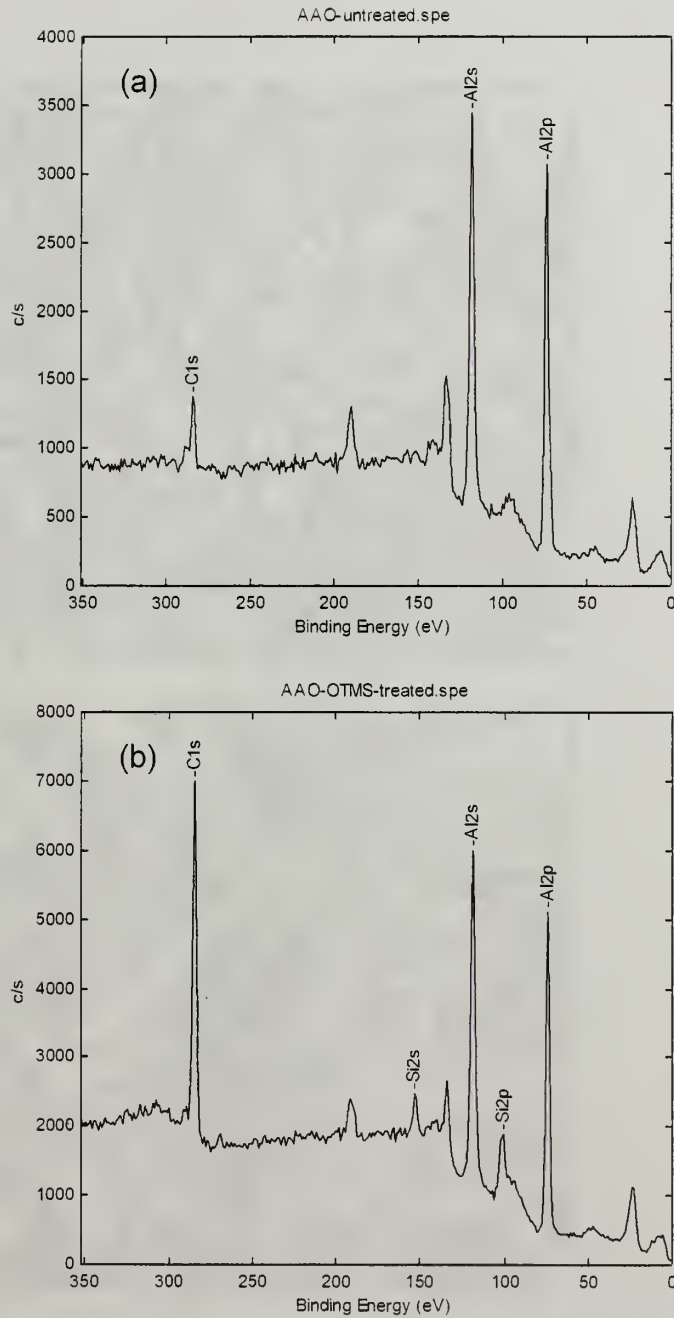 AAO-untreated.spe
(a)
4000
3500
3000
2500
2000
1500
1000
500
0
c/s
-C1s
-Al2s
-Al2p
350 300 250 200 150 100 50 0
Binding Energy (eV)
AAO-OTMS-treated.spe
(b)
8000
7000
6000
5000
4000
3000
2000
1000
0
c/s
-C1s
-Si2s
-Al2s
-Si2p
-Al2p
350 300 250 200 150 100 50 0
Binding Energy (eV)